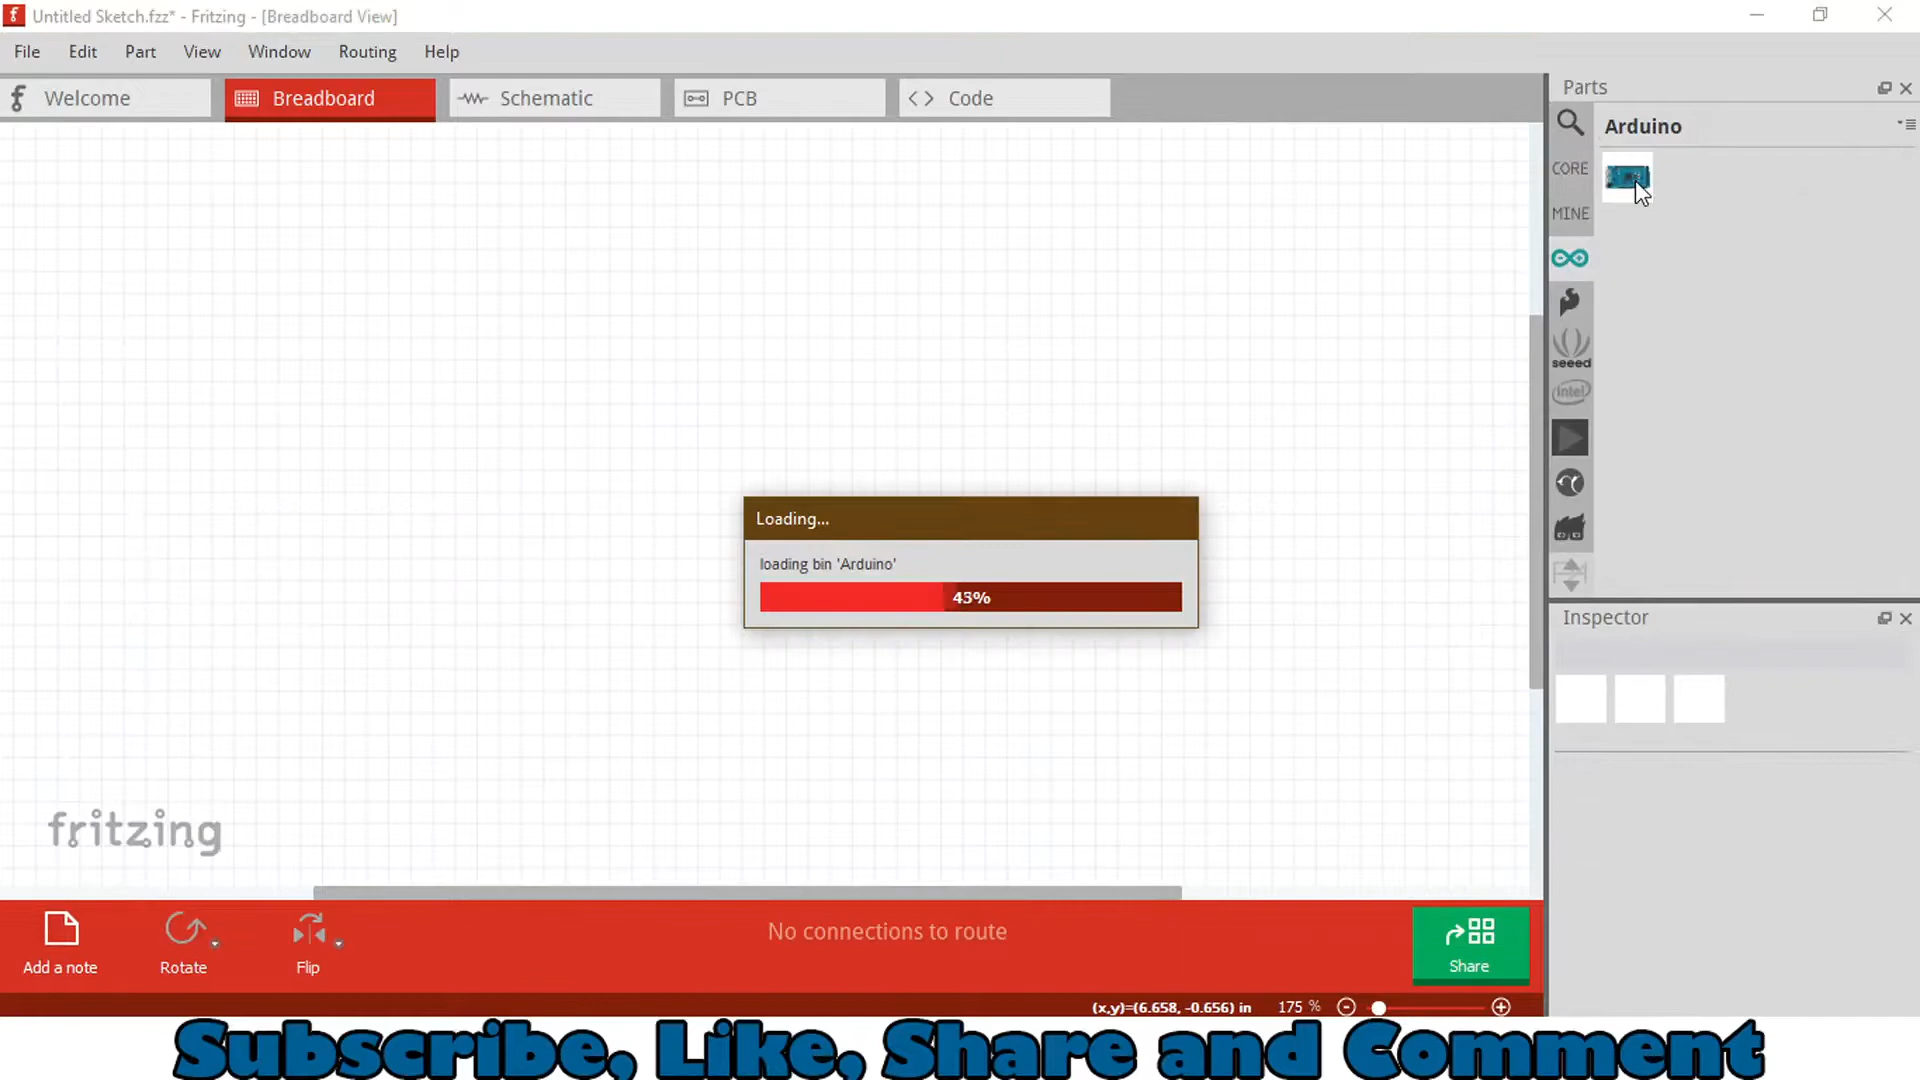 Untitled Sketch.fzz* - Fritzing - [Breadboard View]
File Edit Part View Window Routing Help
Welcome Breadboard Schematic PCB Code
Parts
Arduino
CORE
MINE
seeed
intel
Loading...
loading bin 'Arduino'
43%
Inspector
fritzing
No connections to route
Add a note Rotate Flip Share
(x,y)=(6.658, -0.656) in 175 %
Subscribe, Like, Share and Comment